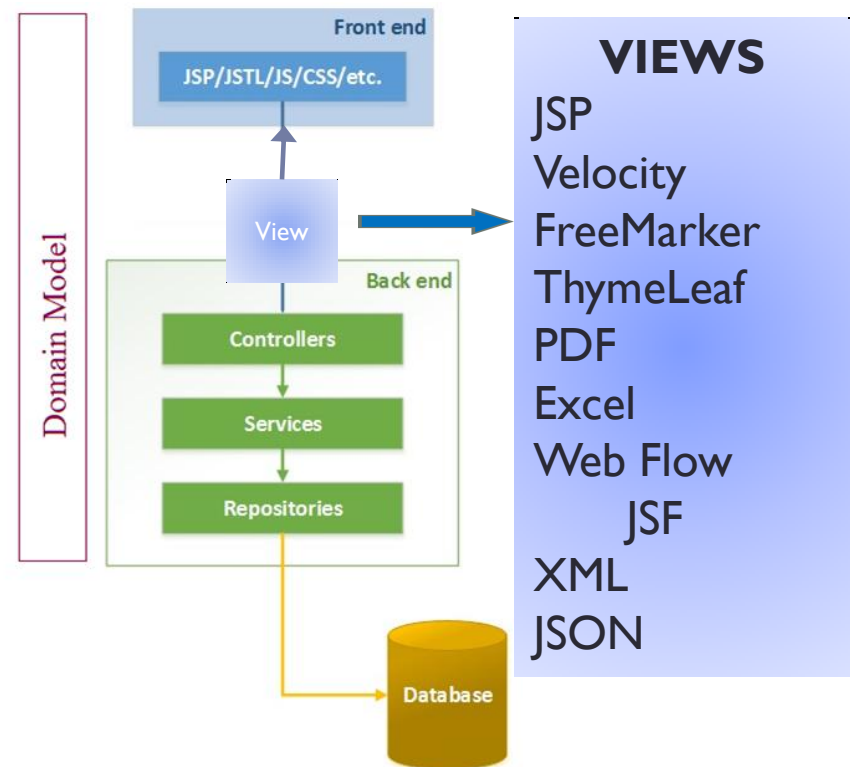 Domain Model
Front end
JSP/JSTL/JS/CSS/etc.
View
Back end
Controllers
Services
Repositories
Database
VIEWS
JSP
Velocity
FreeMarker
ThymeLeaf
PDF
Excel
Web Flow
JSF
XML
JSON